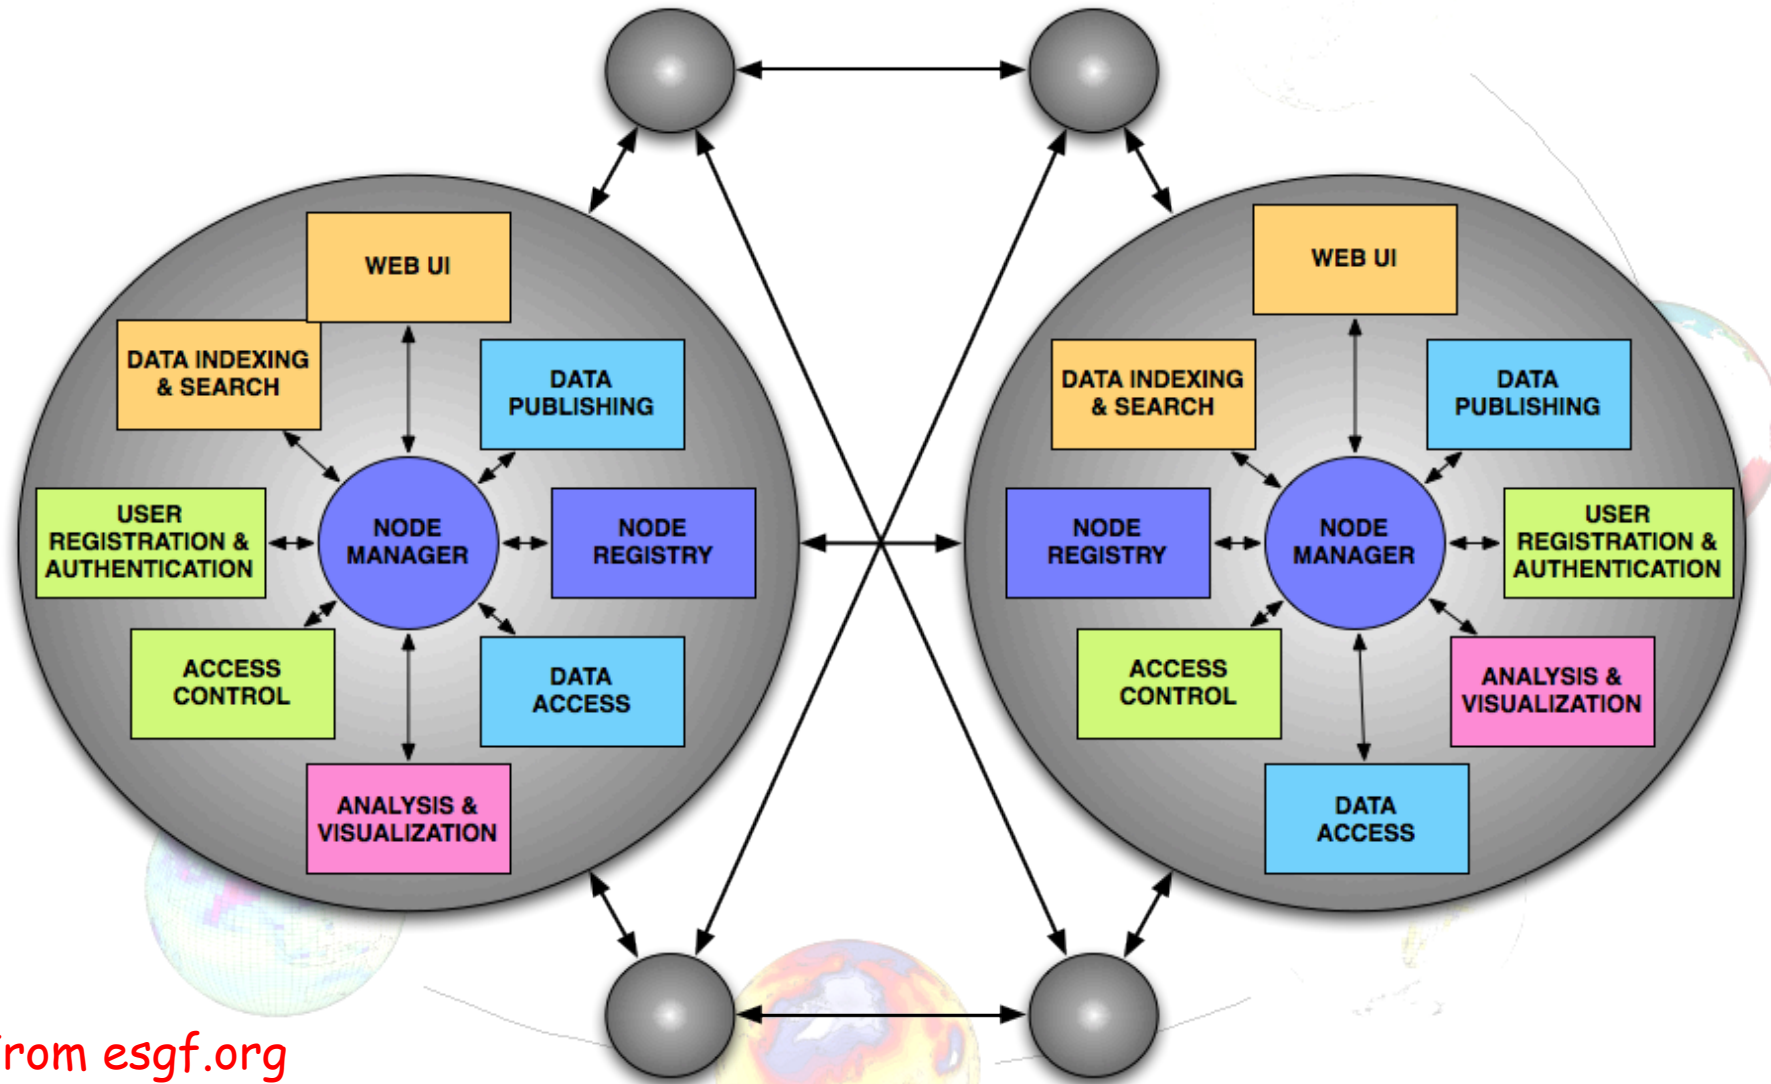 WEB UI
DATA INDEXING
& SEARCH
DATA
PUBLISHING
USER
REGISTRATION &
AUTHENTICATION
NODE
MANAGER
NODE
REGISTRY
ACCESS
CONTROL
DATA
ACCESS
ANALYSIS &
VISUALIZATION
WEB UI
DATA INDEXING
& SEARCH
DATA
PUBLISHING
NODE
REGISTRY
NODE
MANAGER
USER
REGISTRATION &
AUTHENTICATION
ACCESS
CONTROL
ANALYSIS &
VISUALIZATION
DATA
ACCESS
from esgf.org